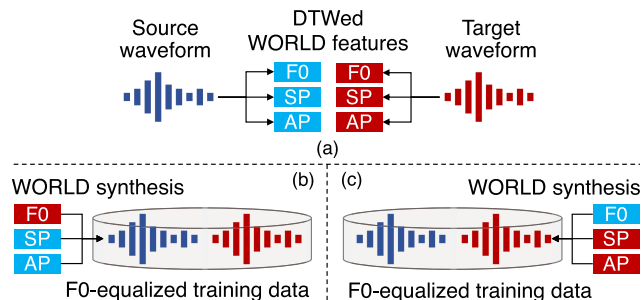 Source
waveform
DTWed
WORLD features
Target
waveform
F0 F0
SP SP
AP AP
(a)
WORLD synthesis
(b)
F0
SP
AP
F0-equalized training data
(c)
WORLD synthesis
F0
SP
AP
F0-equalized training data